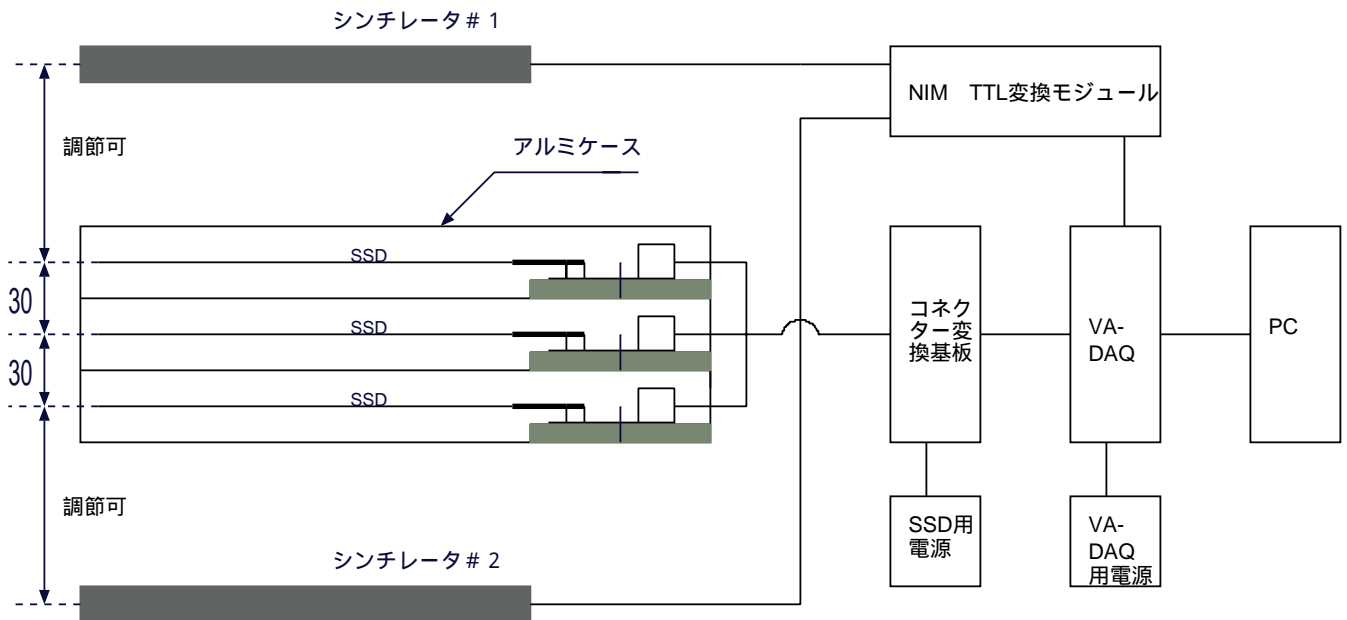 シンチレータ# 1
NIM TTL変換モジュール
調節可
アルミケース
SSD
30
SSD
30
SSD
コネク
ター変
換基板
VA-
DAQ
PC
調節可
SSD用
電源
VA-
DAQ
用電源
シンチレータ# 2